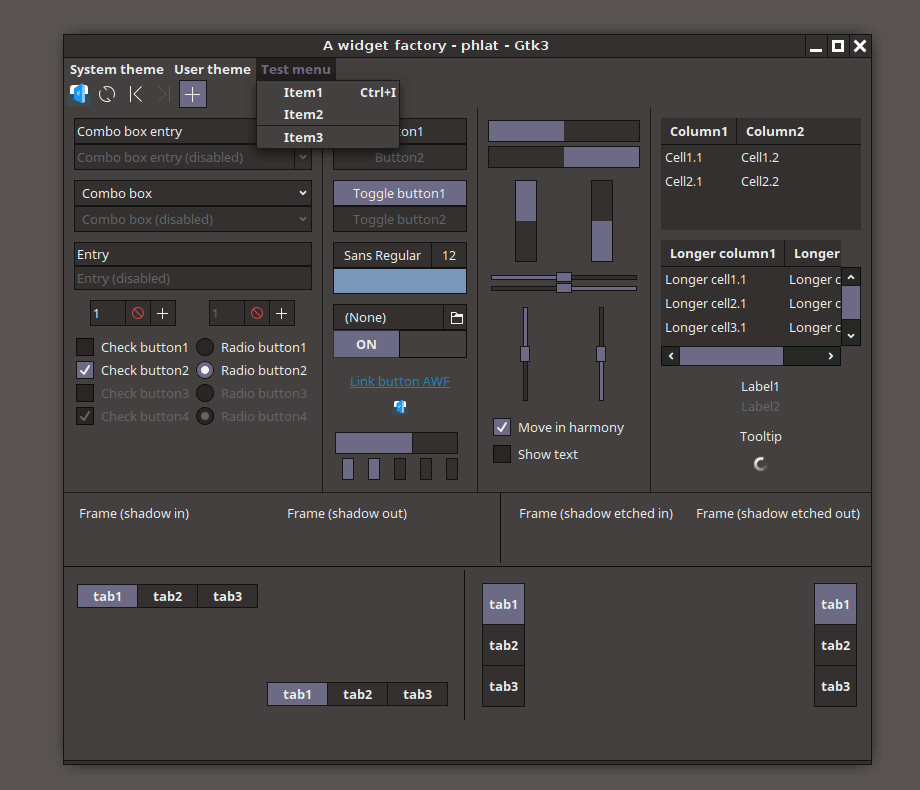 A widget factory - phlat - Gtk3
System theme User theme Test menu
Item1 Ctrl+I
Item2
Item3
Combo box entry
Combo box entry (disabled)
Combo box
Combo box (disabled)
Entry
Entry (disabled)
1
1
Check button1 Radio button1
Check button2 Radio button2
Check button3 Radio button3
Check button4 Radio button4
on1
Button2
Toggle button1
Toggle button2
Sans Regular 12
(None)
ON
Link button AWF
Move in harmony
Show text
Column1 Column2
Cell1.1 Cell1.2
Cell2.1 Cell2.2
Longer column1 Longer
Longer cell1.1 Longer c
Longer cell2.1 Longer c
Longer cell3.1 Longer c
Label1
Label2
Tooltip
Frame (shadow in) Frame (shadow out) Frame (shadow etched in) Frame (shadow etched out)
tab1 tab2 tab3
tab1 tab2 tab3
tab1
tab2
tab3
tab1
tab2
tab3